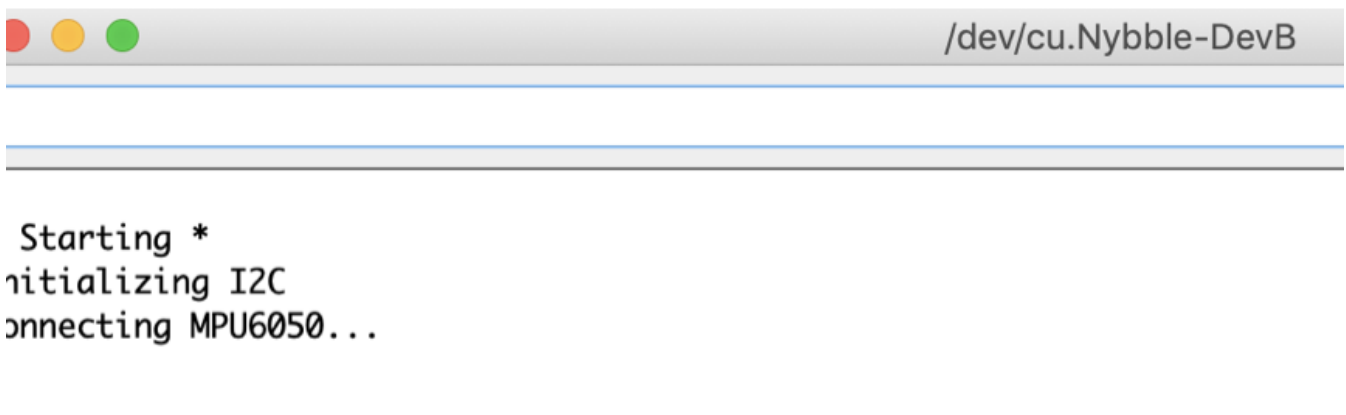 /dev/cu.Nybble-DevB
Starting *
nitializing I2C
onnecting MPU6050...